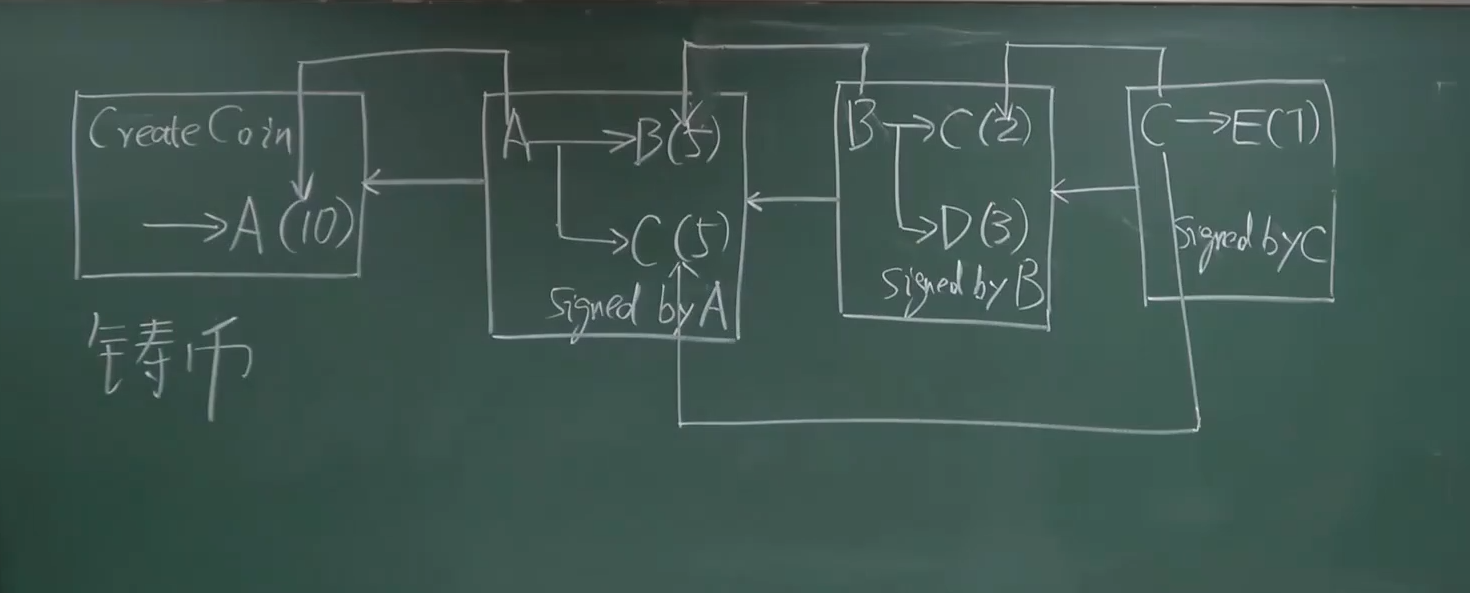 Create Coin
→A(10)
铸币
A→B(5)
→C(5)
Signed by A
B→C(2)
→D(3)
Signed by B
C→E(7)
Signed by C